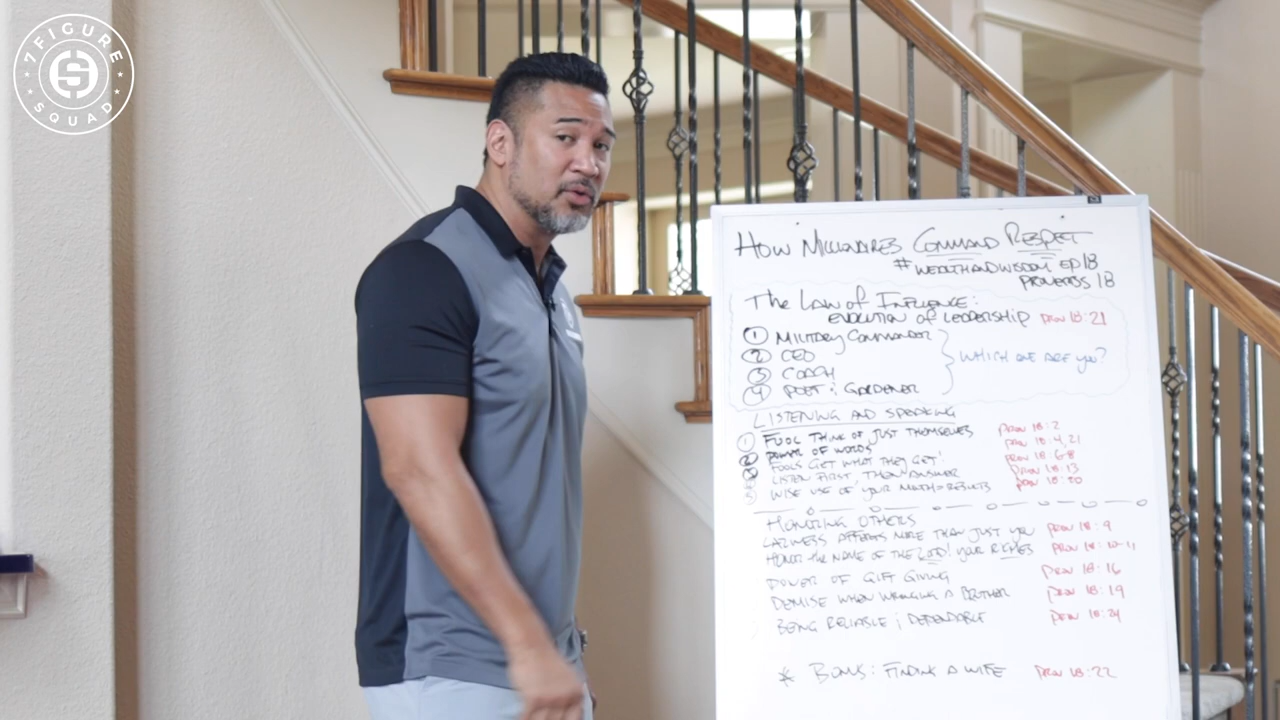 7FIGURE SQUAD
HOW MILLIONAIRES COMMAND RESPECT
#WEALTHANDWISDOM EP18
PROVERBS 18
THE LAW OF INFLUENCE:
EVOLUTION OF LEADERSHIP PROV 18:21
1 MILITARY COMMANDER
2 CEO
3 COACH
4 POET & GARDENER
WHICH ONE ARE YOU?
LISTENING AND SPEAKING
1 FOOL THINK OF JUST THEMSELVES PROV 18:2
2 POWER OF WORDS PROV 18:4,21
FOOLS GET WHAT THEY GET! PROV 18:6-8
LISTEN FIRST, THEN ANSWER PROV 18:13
5 WISE USE OF YOUR MOUTH=RESULTS PROV 18:20
HONORING OTHERS
LAZINESS AFFECTS MORE THAN JUST YOU PROV 18:9
HONOR THE NAME OF THE LORD! YOUR RICHES PROV 18:10-11
POWER OF GIFT GIVING PROV 18:16
DEMISE WHEN WRONGING A BROTHER PROV 18:19
BEING RELIABLE & DEPENDABLE PROV 18:24
* BONUS: FINDING A WIFE PROV 18:22